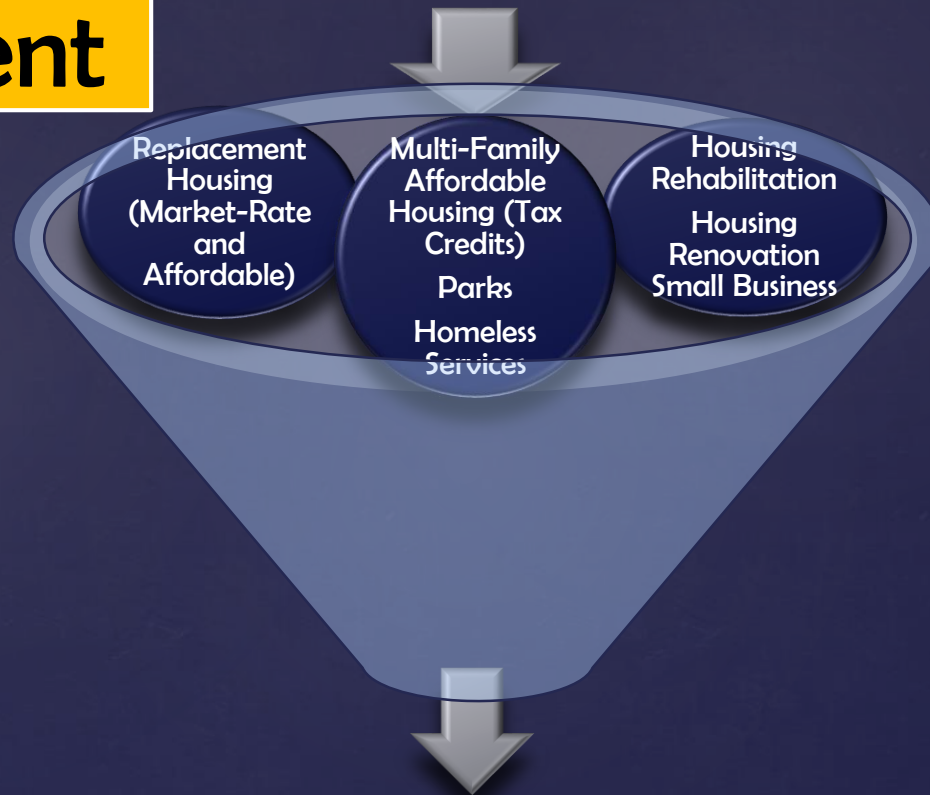 ent
Replacement
Housing
(Market-Rate
and
Affordable)
Multi-Family
Affordable
Housing (Tax
Credits)
Parks
Homeless
Services
Housing
Rehabilitation
Housing
Renovation
Small Business